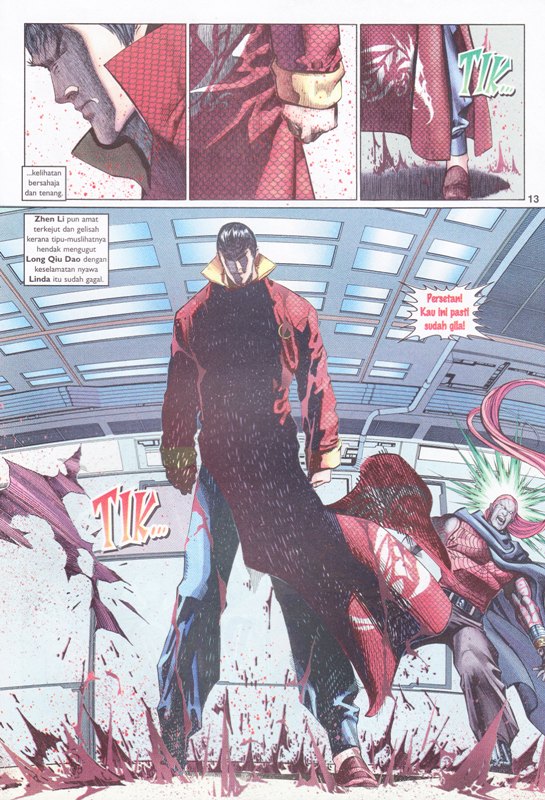 ...kelihatan
bersahaja
dan tenang.
TIK...
13
Zhen Li pun amat
terkejut dan gelisah
kerana tipu-muslihatnya
hendak mengugut
Long Qiu Dao dengan
keselamatan nyawa
Linda itu sudah gagal.
Persetan!
Kau ini pasti
sudah gila!
TIK...